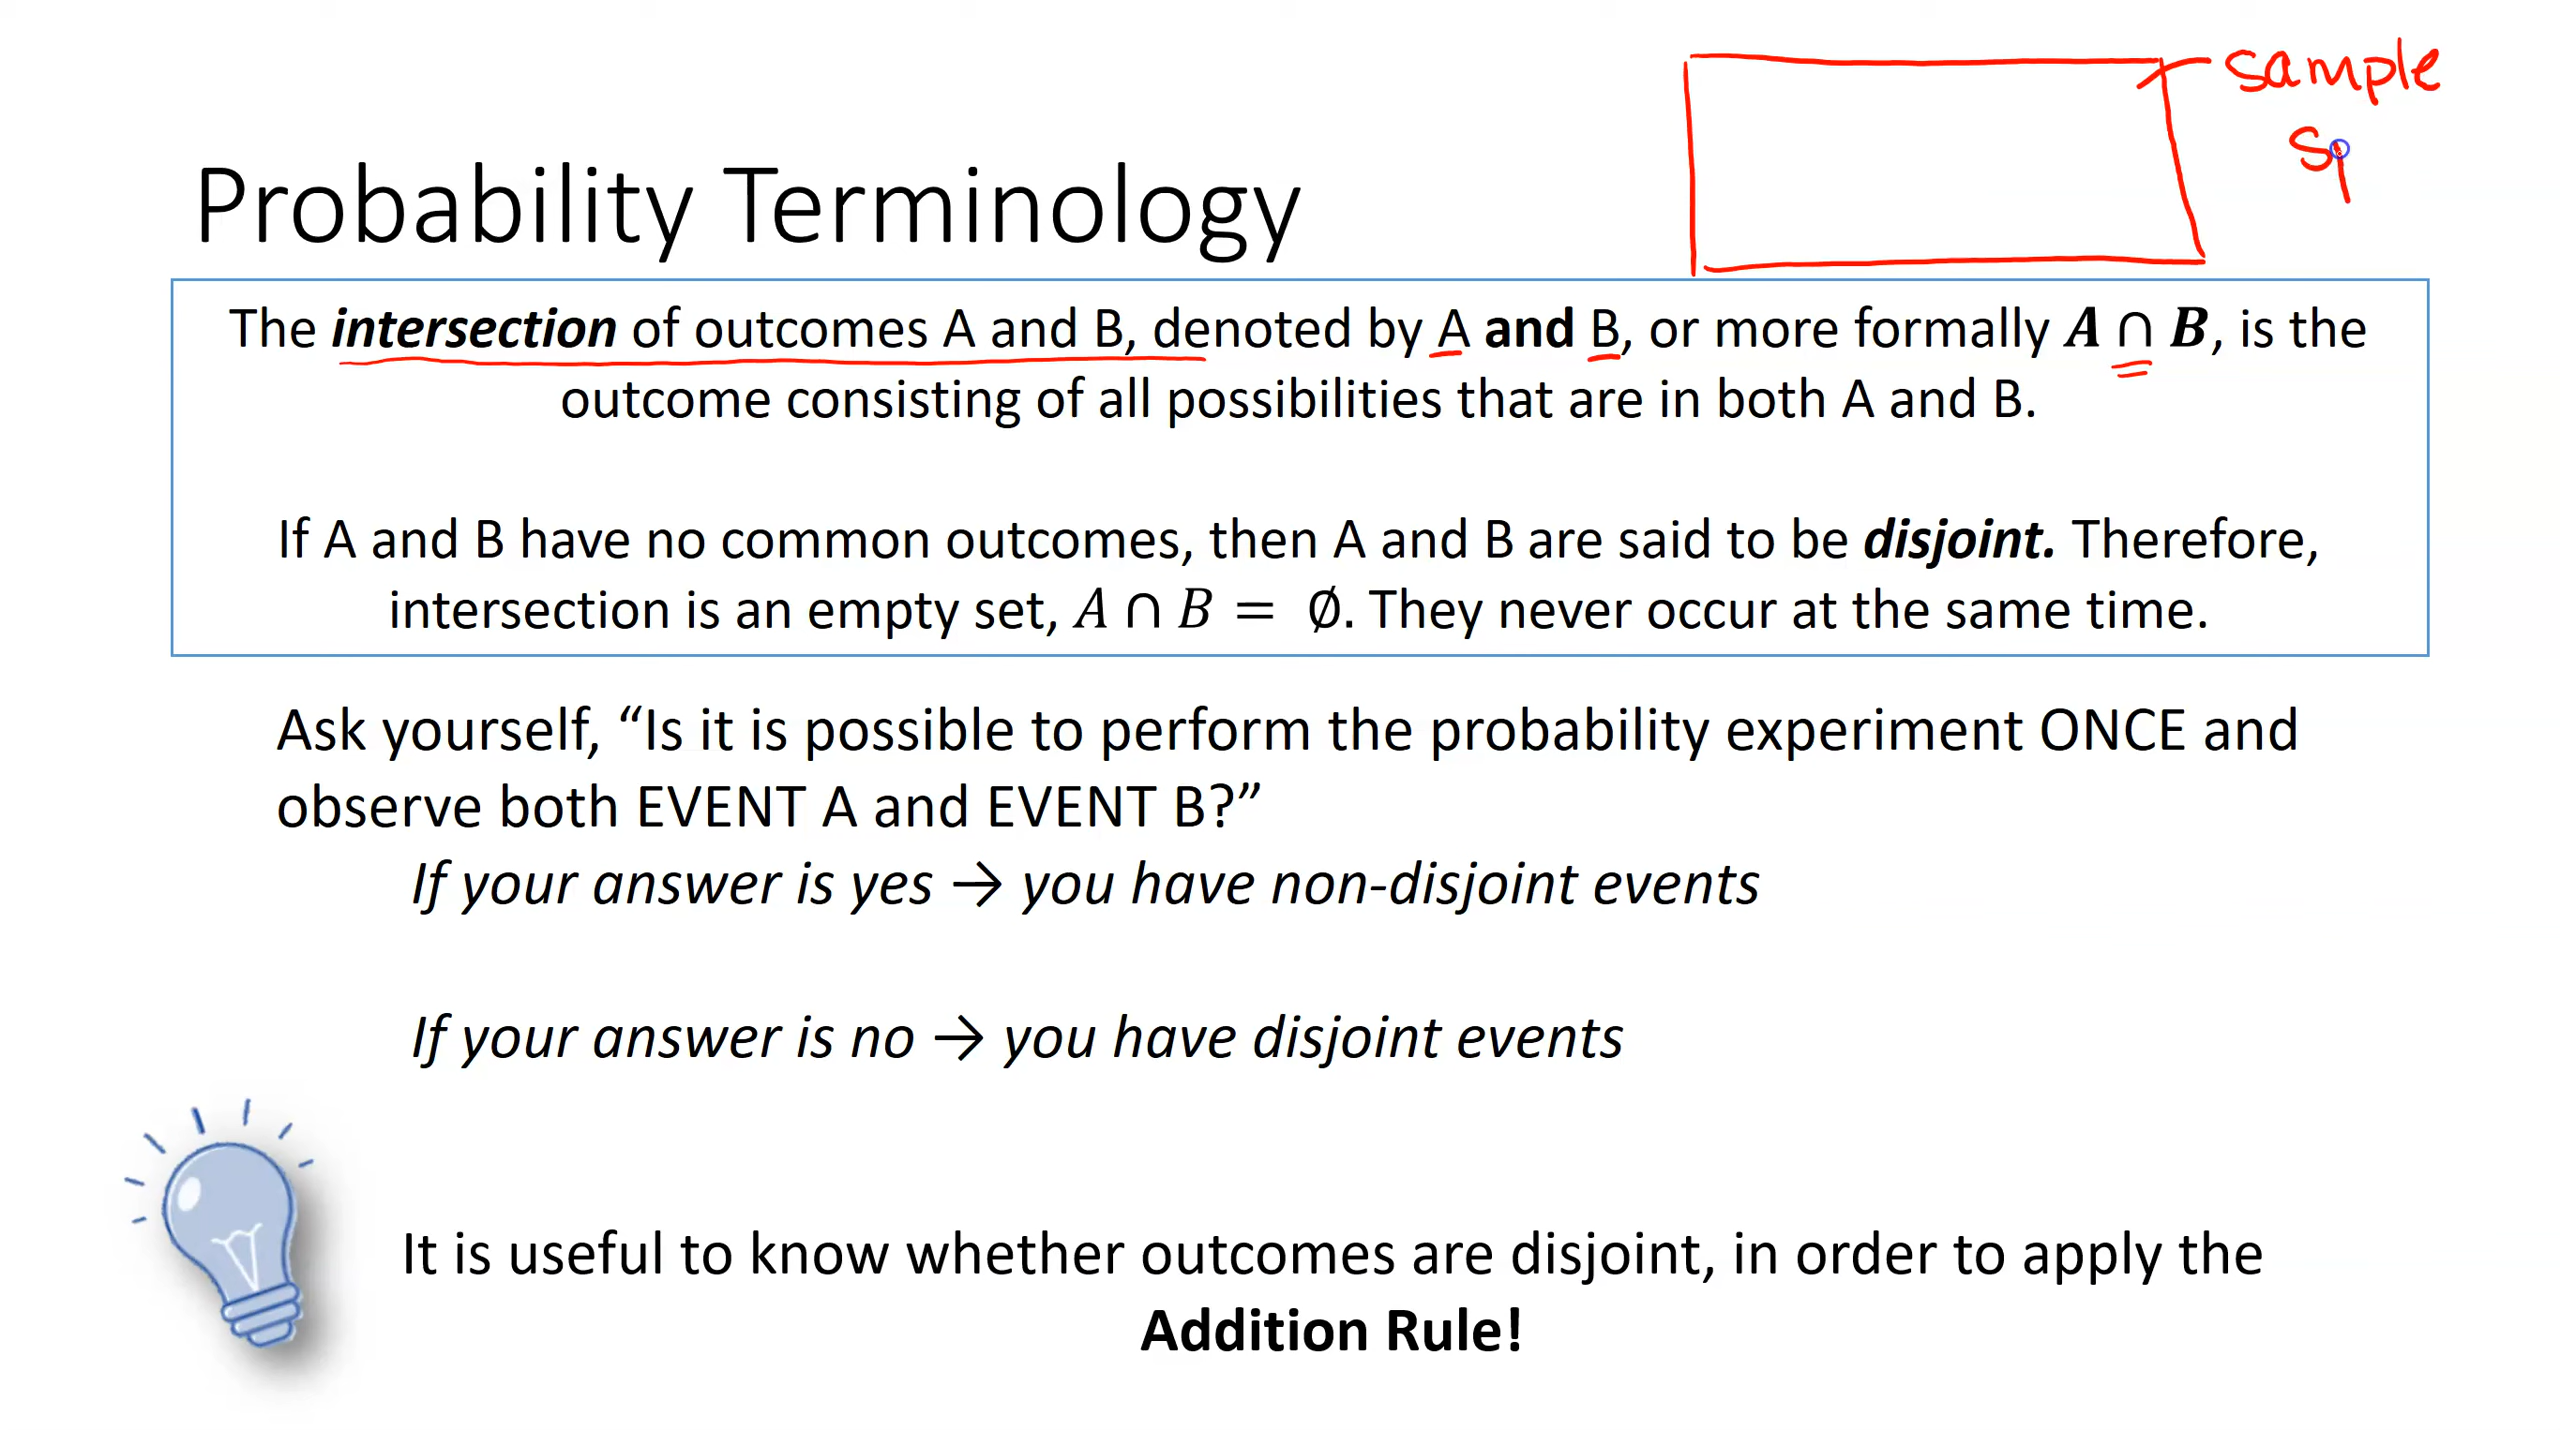 sample
sp
Probability Terminology
The intersection of outcomes A and B, denoted by A and B, or more formally A ∩ B, is the
outcome consisting of all possibilities that are in both A and B.
If A and B have no common outcomes, then A and B are said to be disjoint. Therefore,
intersection is an empty set, A ∩ B = ∅. They never occur at the same time.
Ask yourself, “Is it is possible to perform the probability experiment ONCE and
observe both EVENT A and EVENT B?”
If your answer is yes → you have non-disjoint events
If your answer is no → you have disjoint events
It is useful to know whether outcomes are disjoint, in order to apply the
Addition Rule!